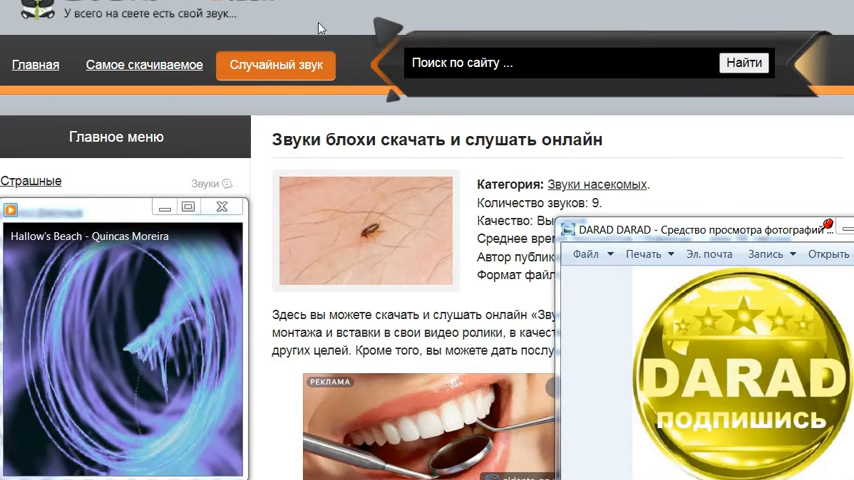 У всего на свете есть свой звук...
Главная
Самое скачиваемое
Случайный звук
Поиск по сайту ...
Найти
Главное меню
Звуки блохи скачать и слушать онлайн
Страшные
Звуки
Категория: Звуки насекомых.
Количество звуков: 9.
Качество:
Среднее
Автор
Формат
Hallow's Beach - Quincas Moreira
DARAD DARAD - Средство просмотра фотографий ...
Файл
Печать
Эл. почта
Запись
Открыть
Здесь вы можете скачать и слушать онлайн
монтажа и вставки в свои видео ролики, в
других целей. Кроме того, вы можете дать
РЕКЛАМА
DARAD
подпишись